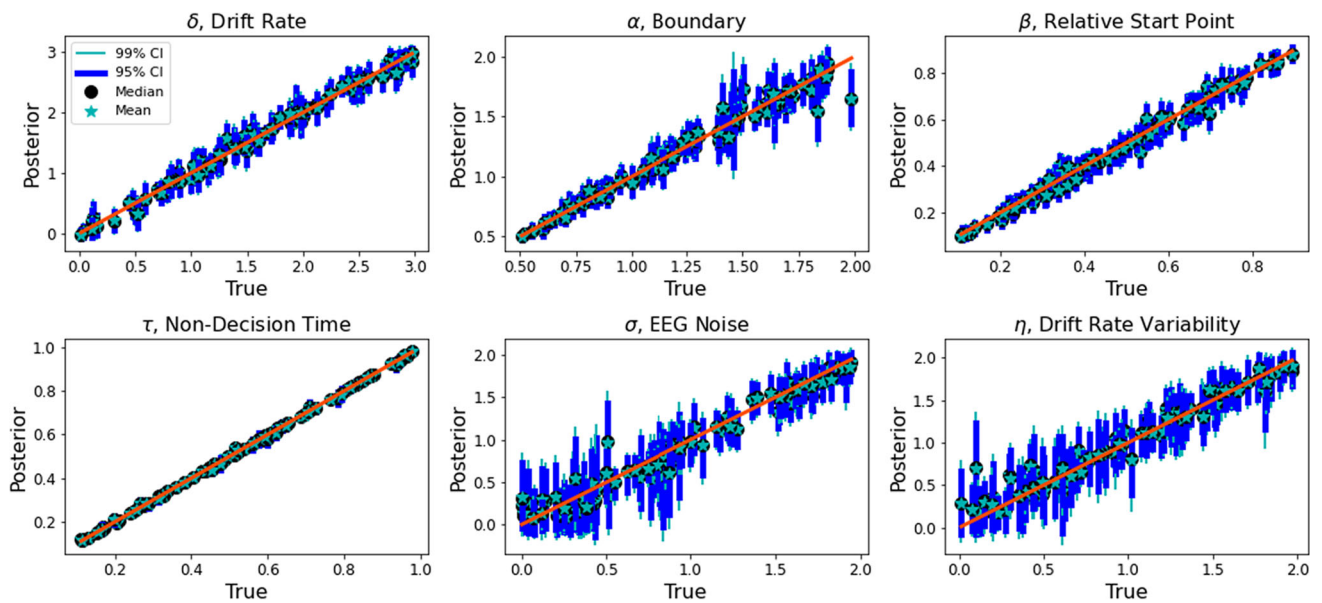 δ, Drift Rate
3
2
1
0
Posterior
99% CI
95% CI
Median
Mean
0.0 0.5 1.0 1.5 2.0 2.5 3.0
True
α, Boundary
2.0
1.5
1.0
0.5
Posterior
0.50 0.75 1.00 1.25 1.50 1.75 2.00
True
β, Relative Start Point
0.8
0.6
0.4
0.2
Posterior
0.2 0.4 0.6 0.8
True
τ, Non-Decision Time
1.0
0.8
0.6
0.4
0.2
Posterior
0.2 0.4 0.6 0.8 1.0
True
σ, EEG Noise
2.0
1.5
1.0
0.5
0.0
Posterior
0.0 0.5 1.0 1.5 2.0
True
η, Drift Rate Variability
2.0
1.5
1.0
0.5
0.0
Posterior
0.0 0.5 1.0 1.5 2.0
True